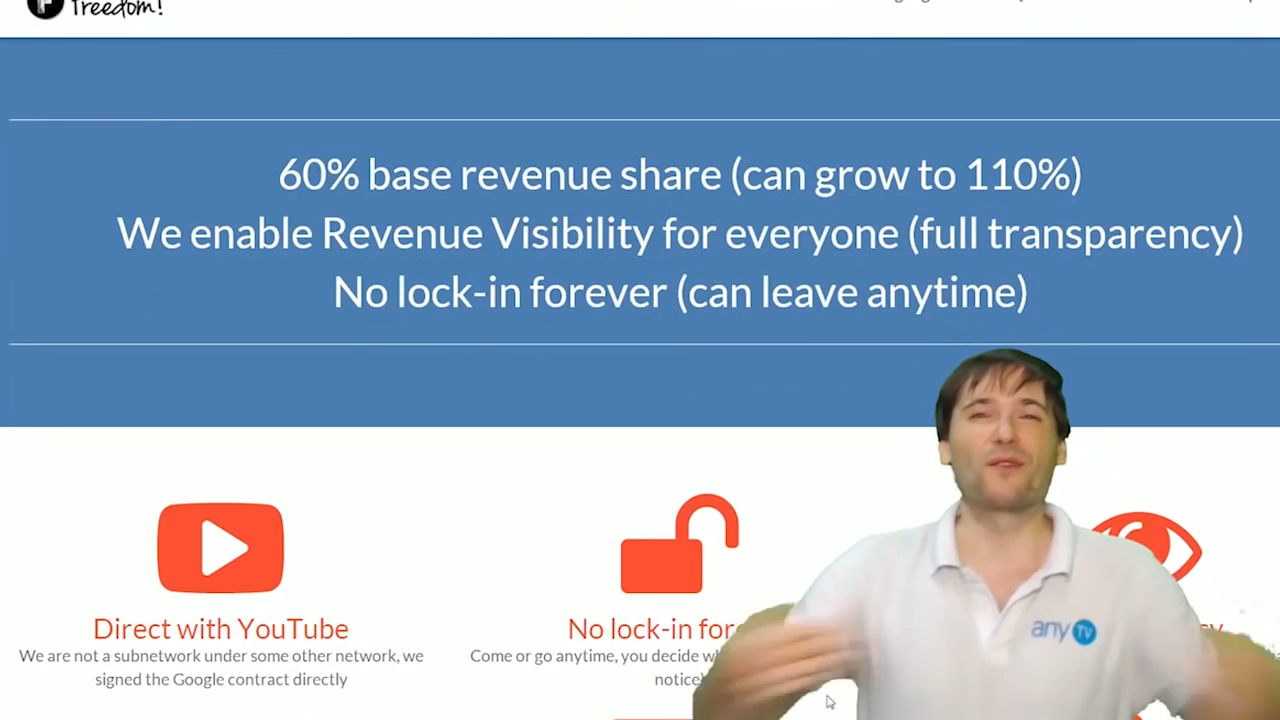 freedom!
60% base revenue share (can grow to 110%)
We enable Revenue Visibility for everyone (full transparency)
No lock-in forever (can leave anytime)
Direct with YouTube
We are not a subnetwork under some other network, we
signed the Google contract directly
No lock-in
Come or go anytime, you decide
any TV